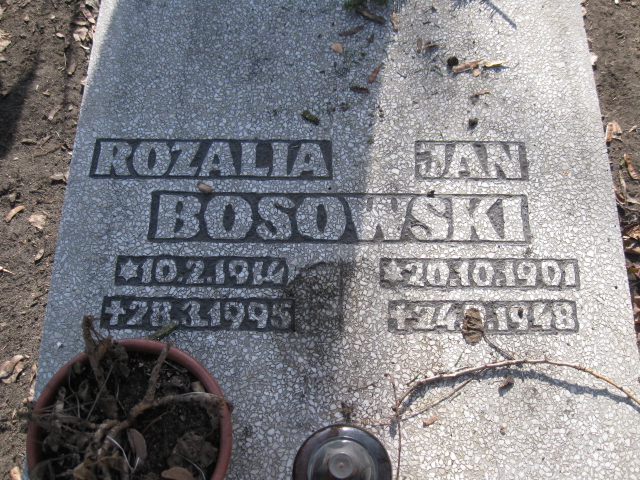 ROZALIA JAN
BOSOWSKI
*10.2.1914 *20.10.1901
+28.3.1995